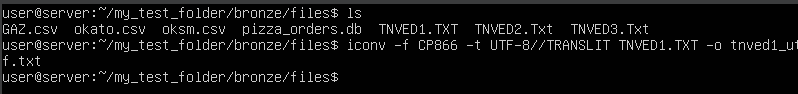 user@server:~/my_test_folder/bronze/files$ ls
GAZ.csv okato.csv oksm.csv pizza_orders.db TNVED1.TXT TNVED2.Txt TNVED3.Txt
user@server:~/my_test_folder/bronze/files$ iconv -f CP866 -t UTF-8//TRANSLIT TNVED1.TXT -o tnved1_ut
f.txt
user@server:~/my_test_folder/bronze/files$